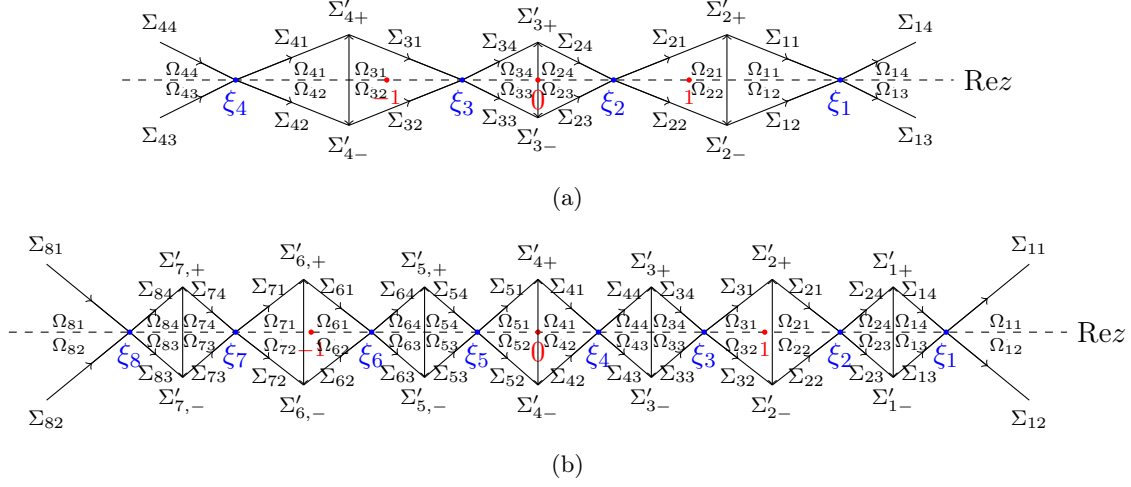 Σ44 Σ41 Σ′4+ Σ31 Σ34 Σ′3+ Σ24 Σ21 Σ′2+ Σ11 Σ14
Ω44 Ω41 Ω31 Ω34 Ω24 Ω21 Ω11 Ω14
Rez
Ω43 Ω42 Ω32 Ω33 Ω23 Ω22 Ω12 Ω13
ξ4 −1 ξ3 0 ξ2 1 ξ1
Σ43 Σ42 Σ′4− Σ32 Σ33 Σ′3− Σ23 Σ22 Σ′2− Σ12 Σ13
(a)
Σ81 Σ′7,+ Σ′6,+ Σ′5,+ Σ′4+ Σ′3+ Σ′2+ Σ′1+ Σ11
Σ84 Σ74 Σ71 Σ61 Σ64 Σ54 Σ51 Σ41 Σ44 Σ34 Σ31 Σ21 Σ24 Σ14
Ω81 Ω84 Ω74 Ω71 Ω61 Ω64 Ω54 Ω51 Ω41 Ω44 Ω34 Ω31 Ω21 Ω24 Ω14 Ω11
Rez
Ω82 Ω83 Ω73 Ω72 Ω62 Ω63 Ω53 Ω52 Ω42 Ω43 Ω33 Ω32 Ω22 Ω23 Ω13 Ω12
ξ8 ξ7 −1 ξ6 ξ5 0 ξ4 ξ3 1 ξ2 ξ1
Σ83 Σ73 Σ72 Σ62 Σ63 Σ53 Σ52 Σ42 Σ43 Σ33 Σ32 Σ22 Σ23 Σ13
Σ82 Σ′7,− Σ′6,− Σ′5,− Σ′4− Σ′3− Σ′2− Σ′1− Σ12
(b)